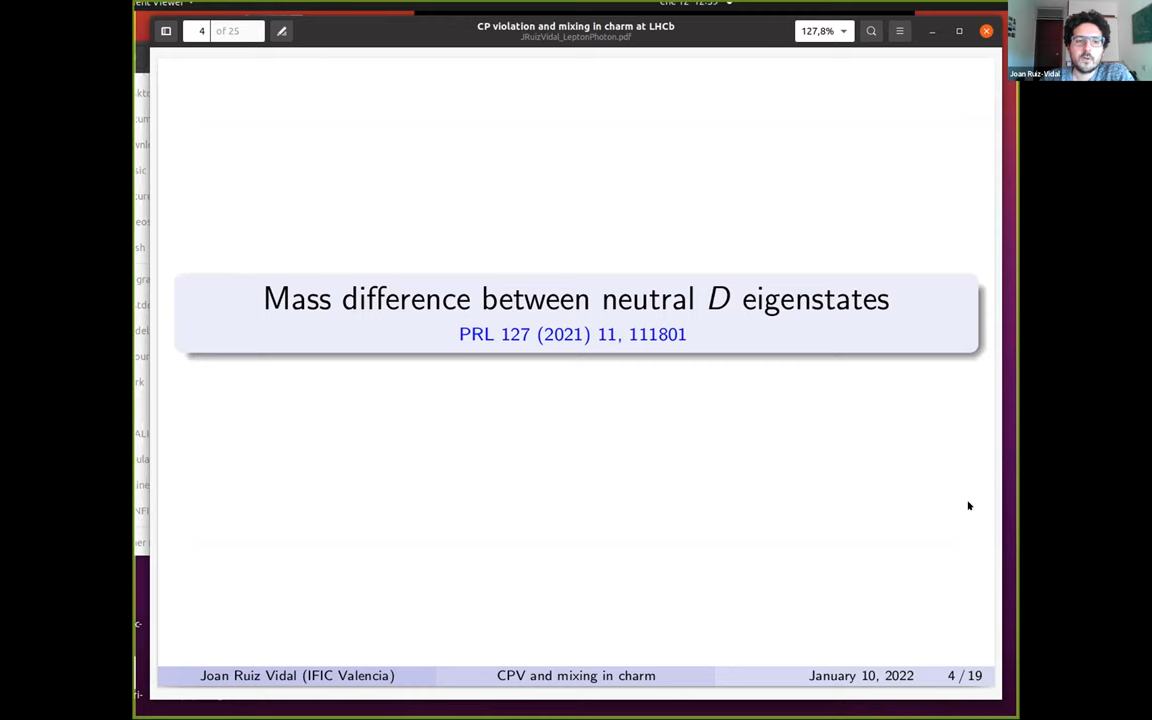 4 of 25
CP violation and mixing in charm at LHCb
JRuizVidal_LeptonPhoton.pdf
127,8%
Joan Ruiz-Vidal
Mass difference between neutral D eigenstates
PRL 127 (2021) 11, 111801
Joan Ruiz Vidal (IFIC Valencia) CPV and mixing in charm January 10, 2022 4 / 19